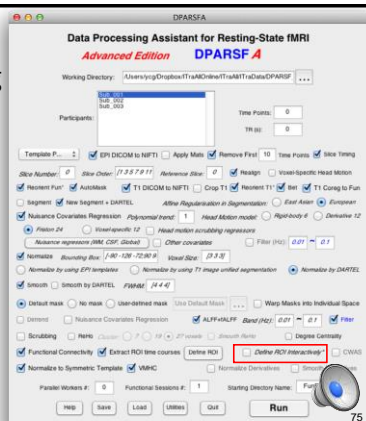 DPARSFA
Data Processing Assistant for Resting-State fMRI
Advanced Edition DPARSF A
Working Directory: /Users/ycg/Dropbox/ITraAllOnline/ITraAll/ITraData/DPARSF ...
Participants:
Sub_001
Sub_002
Sub_003
Time Points: 0
TR (s): 0
Template P... EPI DICOM to NIFTI Apply Mats Remove First 10 Time Points Slice Timing
Slice Number: 0 Slice Order: [1 3 5 7 9 11 Reference Slice: 0 Realign Voxel-Specific Head Motion
Reorient Fun* AutoMask T1 DICOM to NIFTI Crop T1 Reorient T1* Bet T1 Coreg to Fun
Segment New Segment + DARTEL Affine Regularisation in Segmentation: East Asian European
Nuisance Covariates Regression Polynomial trend: 1 Head Motion model: Rigid-body 6 Derivative 12
Friston 24 Voxel-specific 12 Head motion scrubbing regressors
Nuisance regressors (WM, CSF, Global) Other covariates Filter (Hz): 0.01 ~ 0.1
Normalize Bounding Box: [-90 -126 -72;90 9 Voxel Size: [3 3 3]
Normalize by using EPI templates Normalize by using T1 image unified segmentation Normalize by DARTEL
Smooth Smooth by DARTEL FWHM: [4 4 4]
Default mask No mask User-defined mask Use Default Mask ... Warp Masks into Individual Space
Detrend Nuisance Covariates Regression ALFF+fALFF Band (Hz): 0.01 ~ 0.1 Filter
Scrubbing ReHo Cluster: 7 19 27 voxels Smooth ReHo Degree Centrality
Functional Connectivity Extract ROI time courses Define ROI Define ROI Interactively* CWAS
Normalize to Symmetric Template VMHC Normalize Derivatives Smooth
Parallel Workers #: 0 Functional Sessions #: 1 Starting Directory Name:
Help Save Load Utilities Quit Run
75